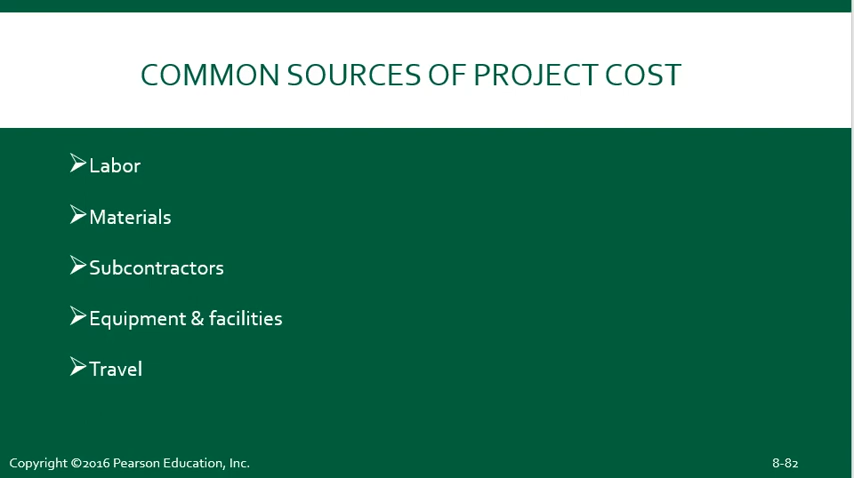 COMMON SOURCES OF PROJECT COST
➢Labor
➢Materials
➢Subcontractors
➢Equipment & facilities
➢Travel
Copyright ©2016 Pearson Education, Inc.
8-82